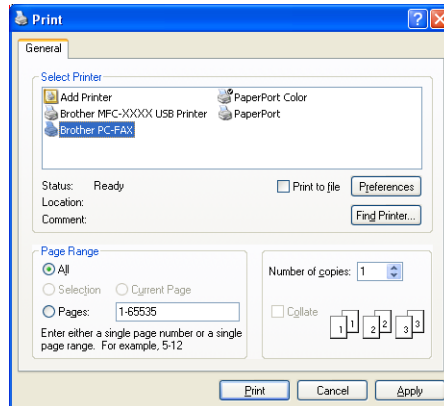 Print
General
Select Printer
Add Printer
PaperPort Color
Brother MFC-XXXX USB Printer
PaperPort
Brother PC-FAX
Status: Ready
Print to file
Preferences
Location:
Comment:
Find Printer...
Page Range
All
Number of copies: 1
Selection
Current Page
Pages: 1-65535
Collate
1 1 2 2 3 3
Enter either a single page number or a single
page range. For example, 5-12
Print
Cancel
Apply